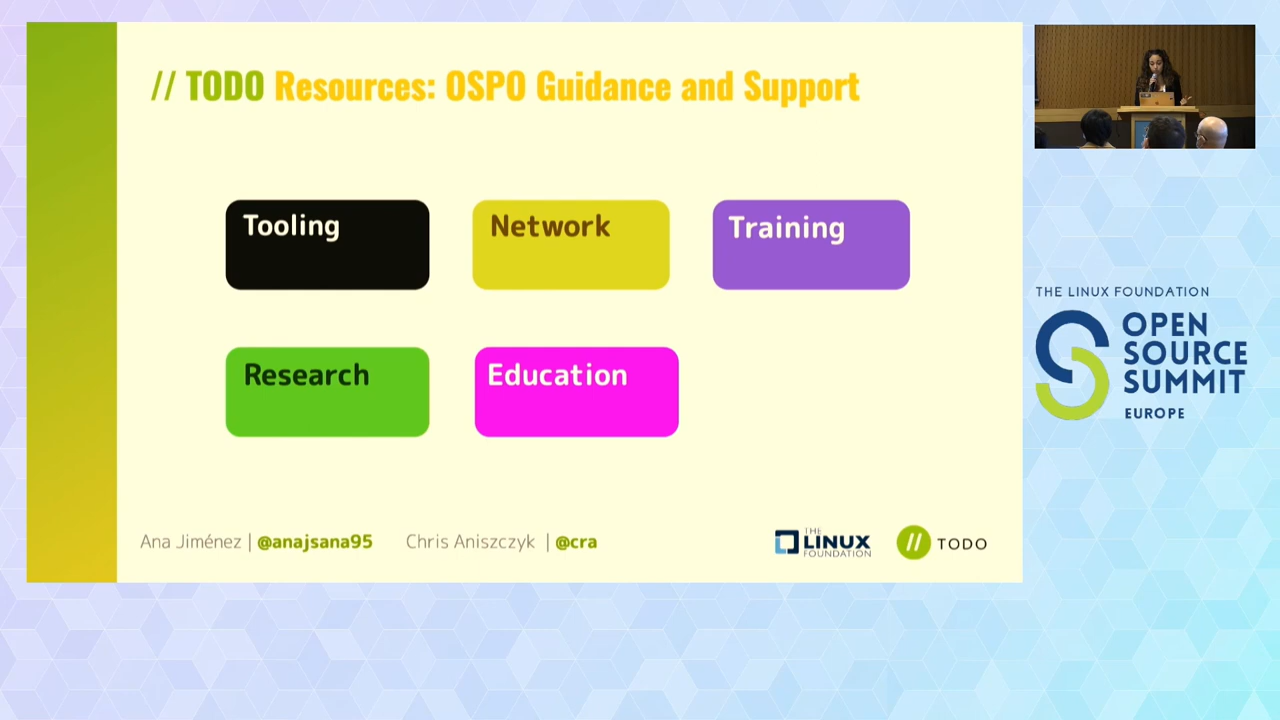 // TODO Resources: OSPO Guidance and Support
Tooling
Network
Training
Research
Education
Ana Jiménez | @anajsana95
Chris Aniszczyk | @cra
THE
LINUX
FOUNDATION
// TODO
THE LINUX FOUNDATION
OPEN
SOURCE
SUMMIT
EUROPE